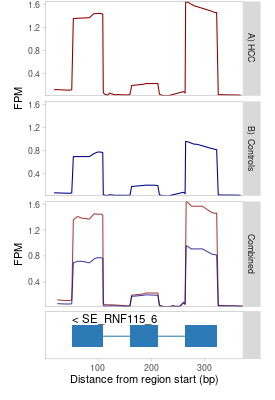 1.6
1.2
0.8
0.4
FPM
A) HCC
1.6
1.2
0.8
0.4
B) Controls
1.6
1.2
0.8
0.4
FPM
Combined
< SE_RNF115_6
100
200
300
Distance from region start (bp)